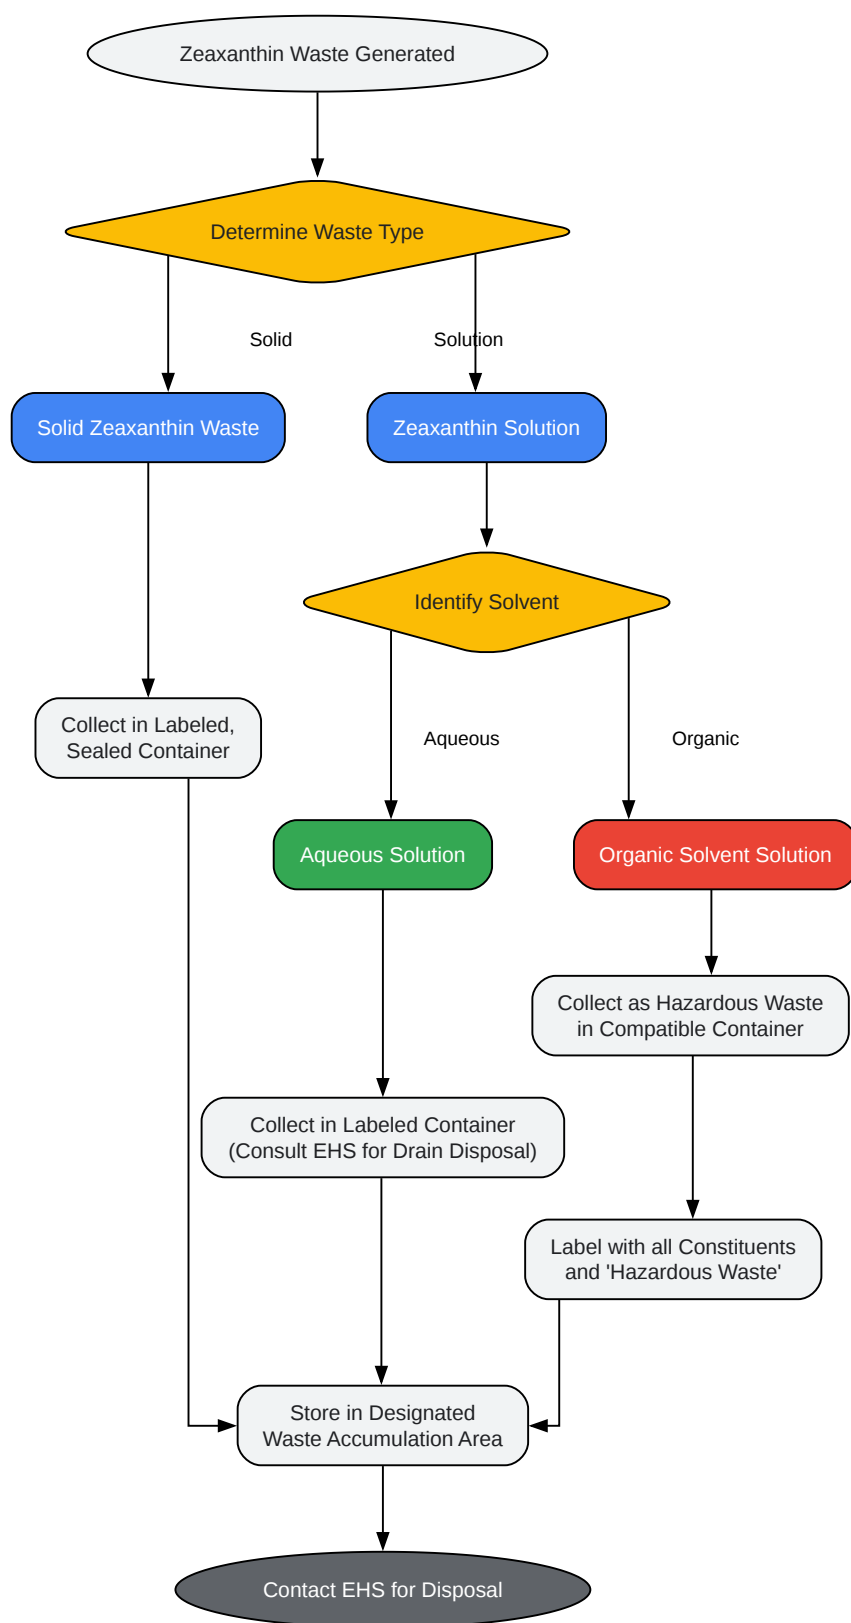 Zeaxanthin Waste Generated
Determine Waste Type
Solid
Solution
Solid Zeaxanthin Waste
Zeaxanthin Solution
Identify Solvent
Collect in Labeled,
Sealed Container
Aqueous
Organic
Aqueous Solution
Organic Solvent Solution
Collect as Hazardous Waste
in Compatible Container
Collect in Labeled Container
(Consult EHS for Drain Disposal)
Label with all Constituents
and 'Hazardous Waste'
Store in Designated
Waste Accumulation Area
Contact EHS for Disposal